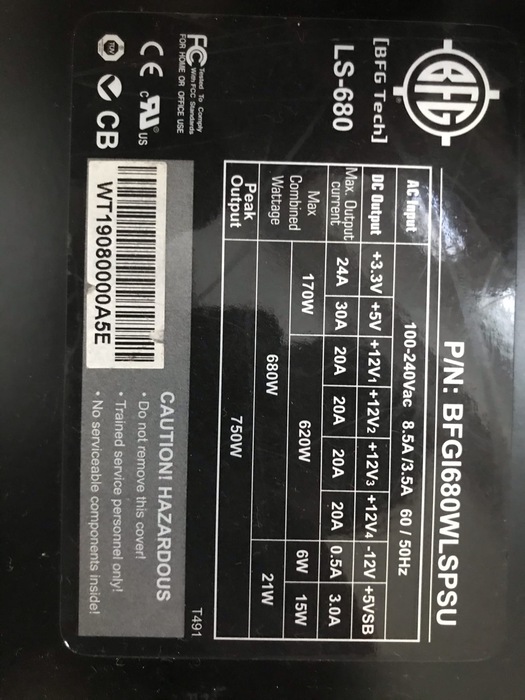 BFG
[BFG Tech]
LS-680
P/N: BFGI680WLSPSU
AC Input 100-240Vac 8.5A/3.5A 60 / 50Hz
DC Output +3.3V +5V +12V1 +12V2 +12V3 +12V4 -12V +5VSB
Max. Output current 24A 30A 20A 20A 20A 20A 0.5A 3.0A
Max Combined Wattage 170W 620W 6W 15W
680W 21W
Peak Output 750W
FC Tested To Comply
With FCC Standards
FOR HOME OR OFFICE USE
T491
CE c RU US
CB
WT19080000A5E
CAUTION! HAZARDOUS
• Do not remove this cover!
• Trained service personnel only!
• No serviceable components inside!